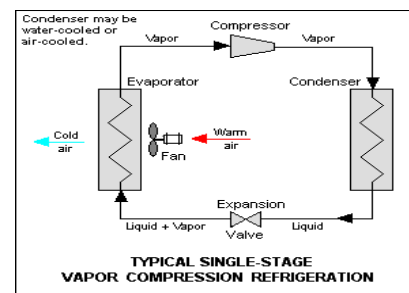 Condenser may be
water-cooled or
air-cooled.
Compressor
Vapor
Vapor
Evaporator
Condenser
Cold
air
Warm
air
Fan
Expansion
Valve
Liquid + Vapor
Liquid
TYPICAL SINGLE-STAGE
VAPOR COMPRESSION REFRIGERATION